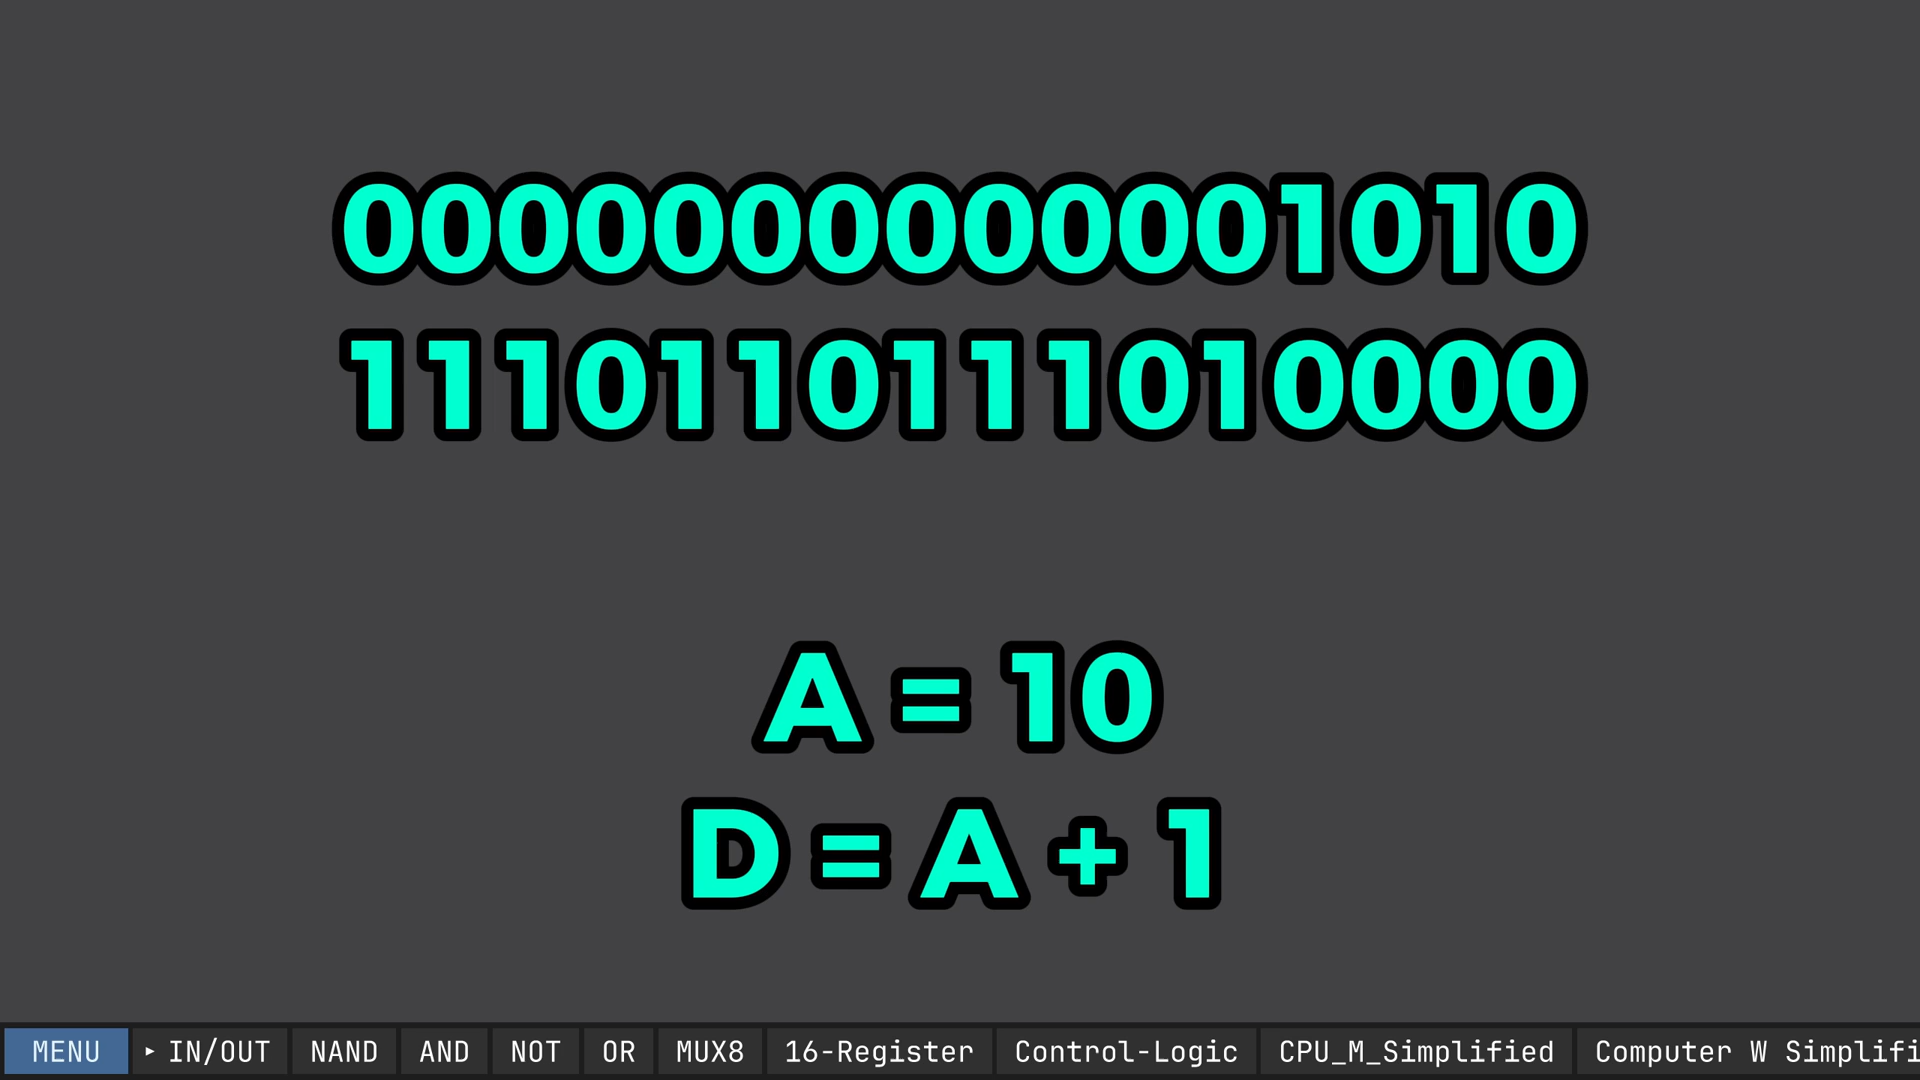 0000000000001010
1110110111010000
A = 10
D = A + 1
MENU ▸ IN/OUT NAND AND NOT OR MUX8 16-Register Control-Logic CPU_M_Simplified Computer W Simplifi